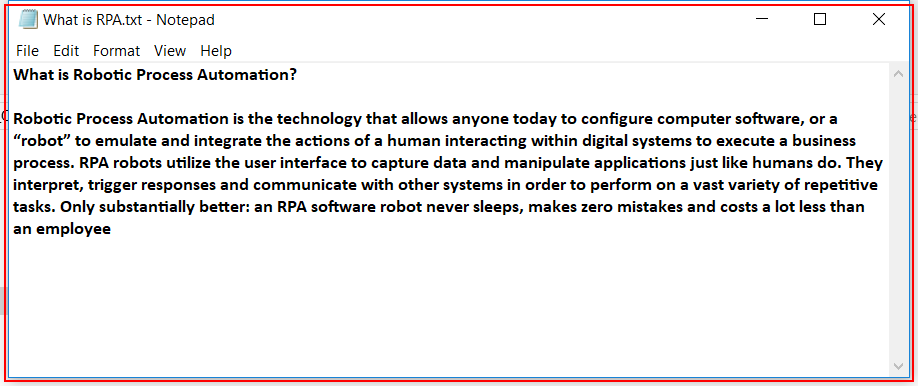 What is RPA.txt - Notepad
File Edit Format View Help
What is Robotic Process Automation?
Robotic Process Automation is the technology that allows anyone today to configure computer software, or a
“robot” to emulate and integrate the actions of a human interacting within digital systems to execute a business
process. RPA robots utilize the user interface to capture data and manipulate applications just like humans do. They
interpret, trigger responses and communicate with other systems in order to perform on a vast variety of repetitive
tasks. Only substantially better: an RPA software robot never sleeps, makes zero mistakes and costs a lot less than
an employee